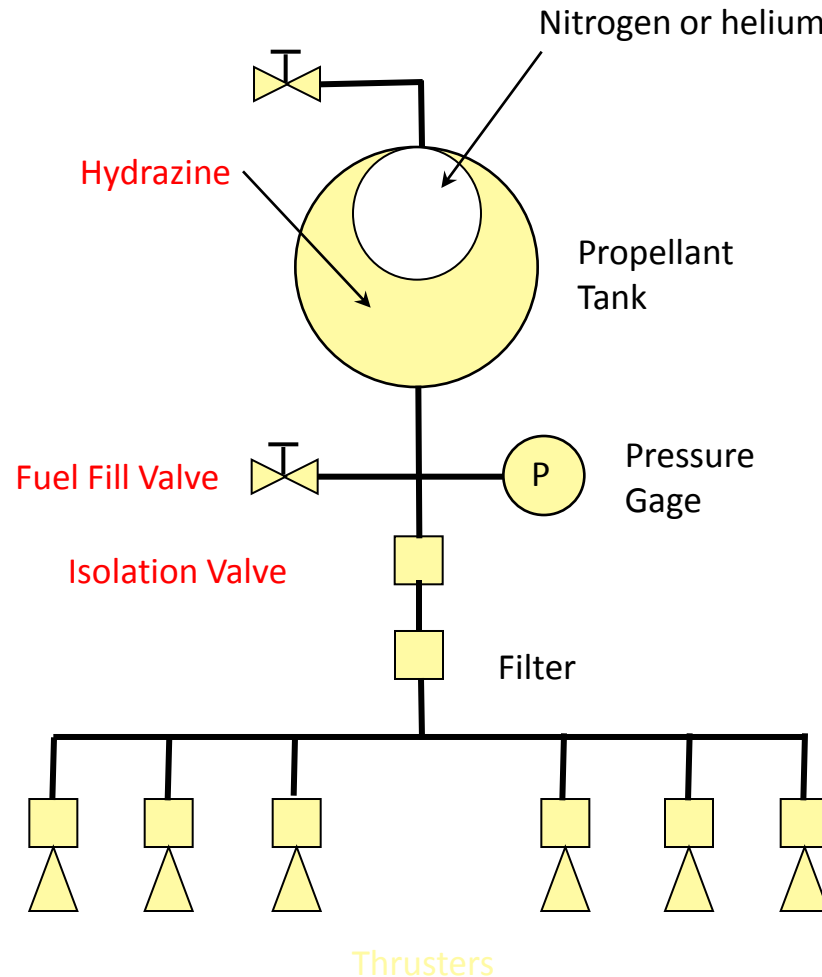 Nitrogen or helium
Hydrazine
Propellant
Tank
Fuel Fill Valve
P
Pressure
Gage
Isolation Valve
Filter
Thrusters